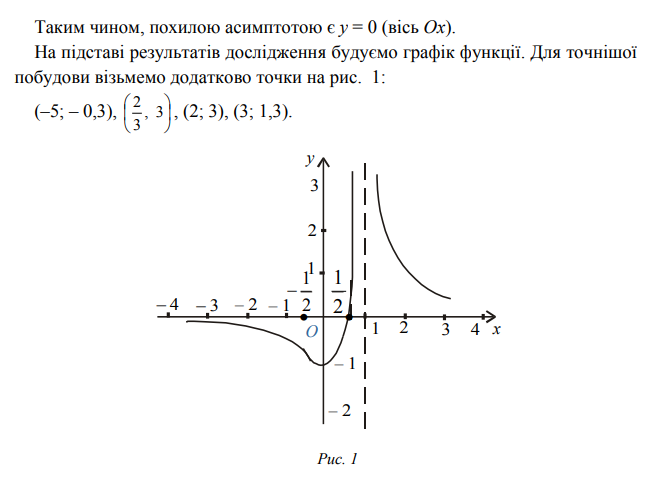 Таким чином, похилою асимптотою є y = 0 (вісь Ox).
На підставі результатів дослідження будуємо графік функції. Для точнішої
побудови візьмемо додатково точки на рис. 1:
(–5; – 0,3), (2/3, 3), (2; 3), (3; 1,3).
y
3
2
1
– 1/2 1/2
– 4 – 3 – 2 – 1
O 1 2 3 4 x
– 1
– 2
Рис. 1